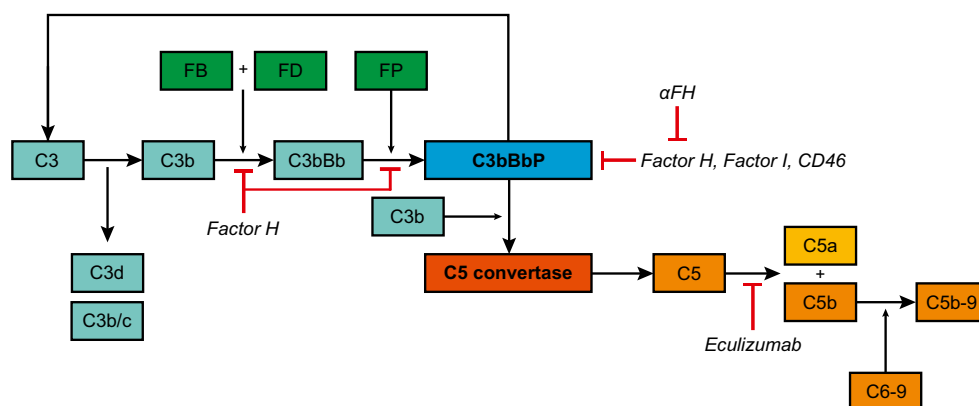 FB + FD
FP
αFH
C3
C3b
C3bBb
C3bBbP
Factor H, Factor I, CD46
Factor H
C3b
C3d
C3b/c
C5 convertase
C5
C5a
+
C5b
C5b-9
Eculizumab
C6-9